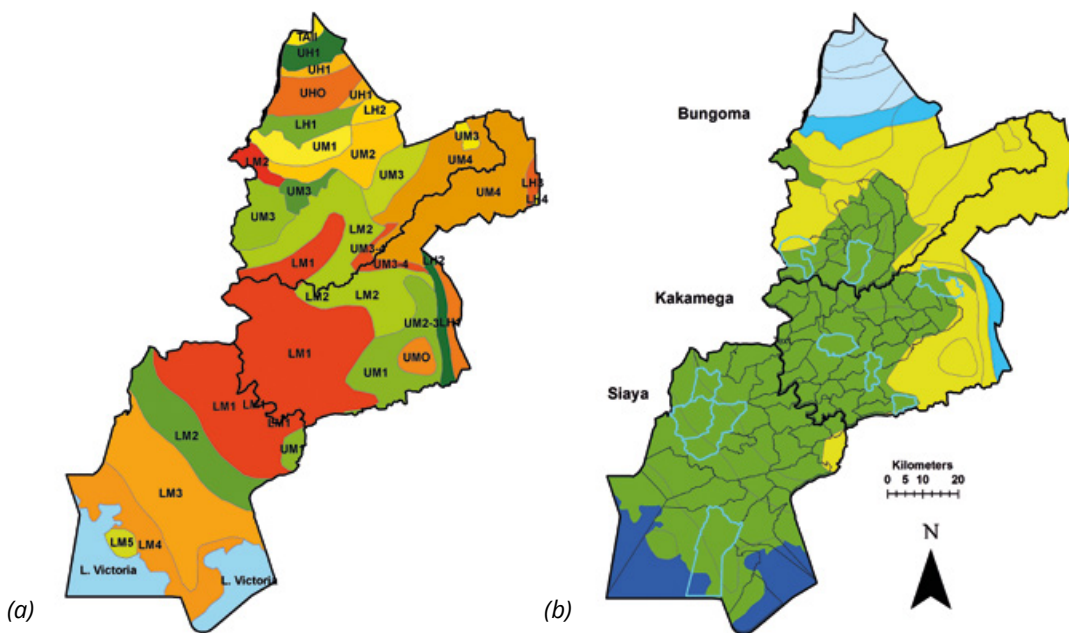 TAII
UH1
UH1
UHO
UH1
LH2
LH1
UM1
UM2
UM3
LM2
UM4
UM3
UM3
UM4
LH3
LH4
UM3
LM2
UM3-4
LM1
UM3-4
LH2
LM2
LM2
UM2-3
LH1
LM1
UMO
UM1
LM1
LM1
LM1
LM2
UM1
LM3
LM5
LM4
L. Victoria
L. Victoria
(a)
Bungoma
Kakamega
Siaya
Kilometers
0 5 10 20
N
(b)